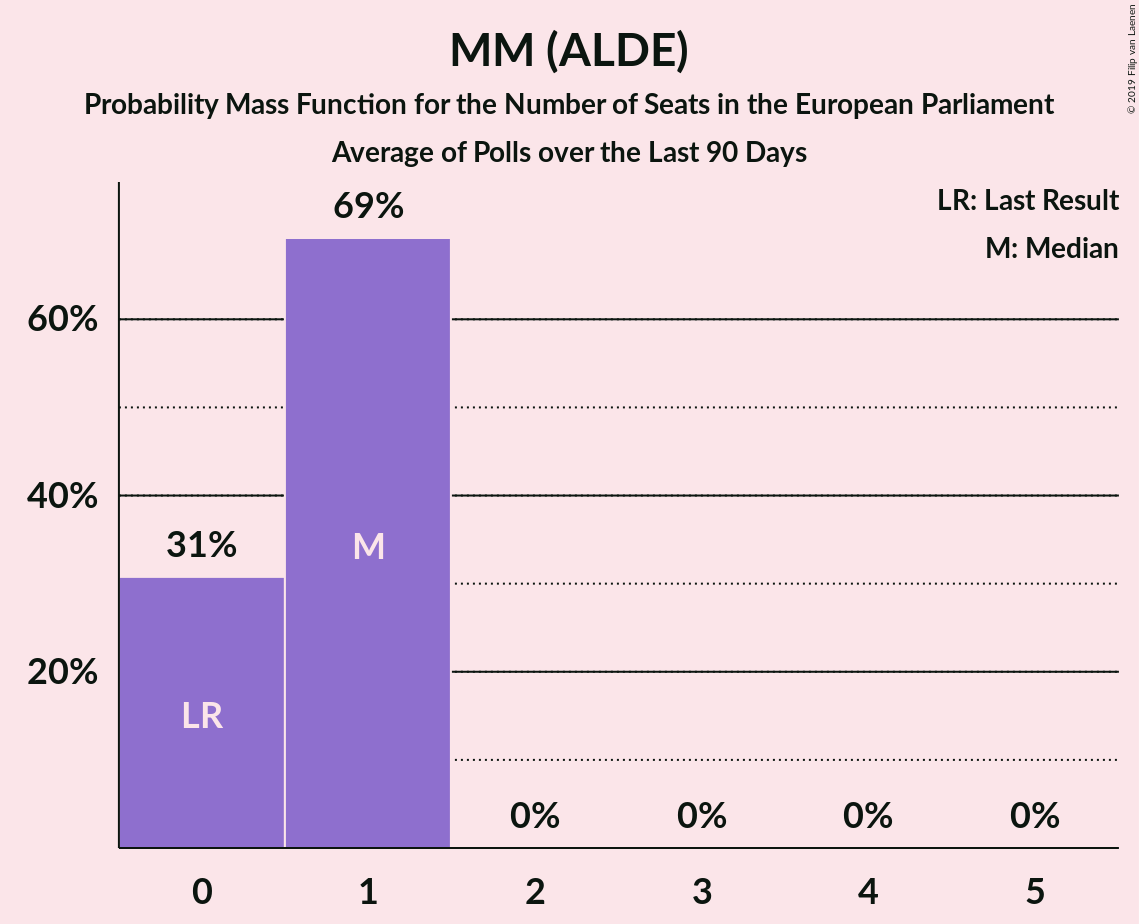 MM (ALDE)
Probability Mass Function for the Number of Seats in the European Parliament
Average of Polls over the Last 90 Days
© 2019 Filip van Laenen
LR: Last Result
M: Median
69%
60%
40%
31%
M
20%
LR
0% 0% 0% 0%
0 1 2 3 4 5